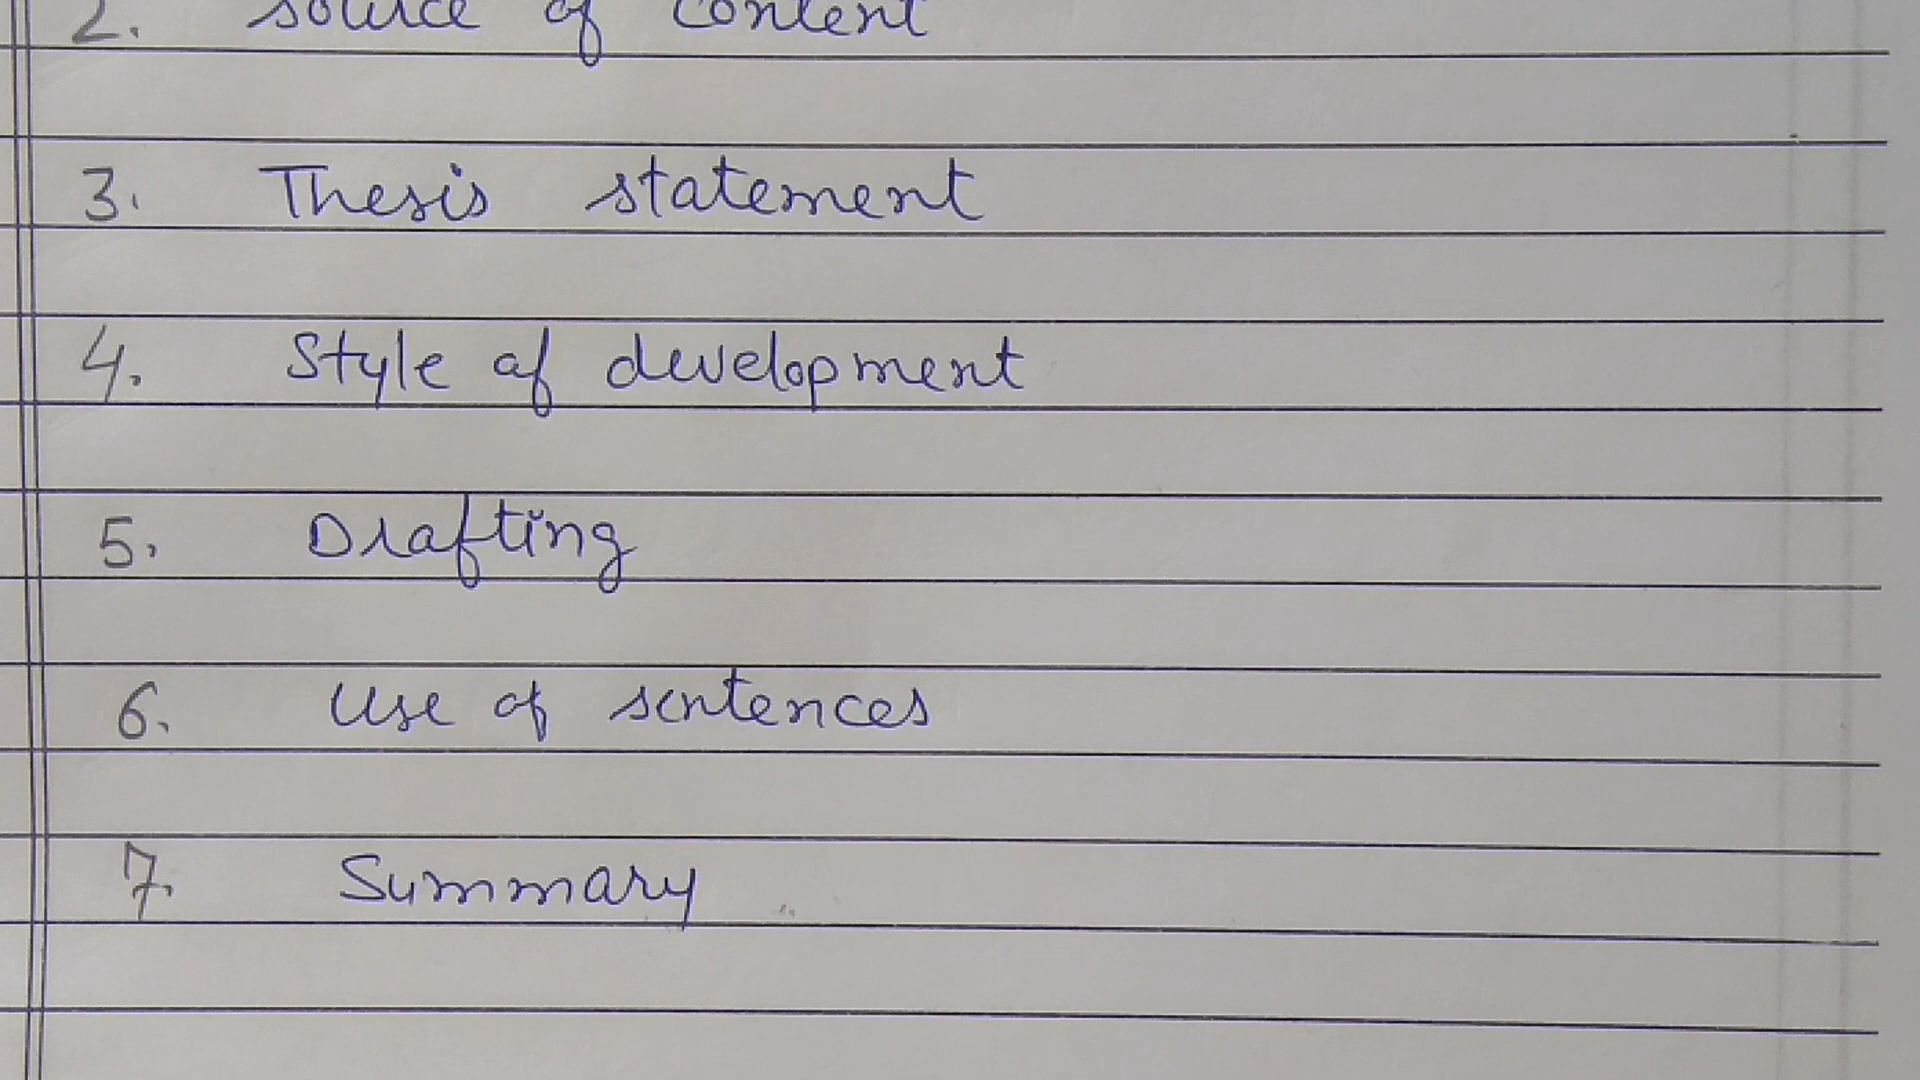 2. Source of content
3. Thesis statement
4. Style of development
5. Drafting
6. Use of sentences
7. Summary